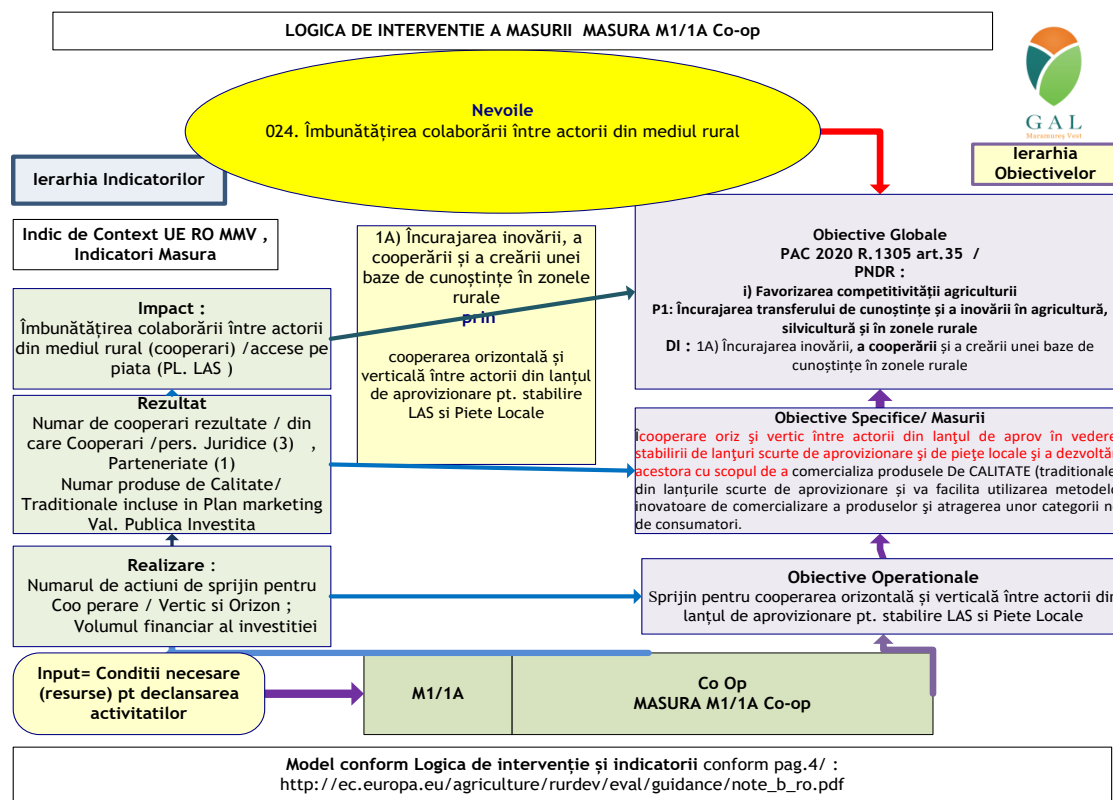 LOGICA DE INTERVENTIE A MASURII MASURA M1/1A Co-op
Nevoile
024. Îmbunătățirea colaborării între actorii din mediul rural
GAL
Maramureș Vest
Ierarhia Indicatorilor
Ierarhia
Obiectivelor
Indic de Context UE RO MMV ,
Indicatori Masura
1A) Încurajarea inovării, a
cooperării și a creării unei
baze de cunoștințe în zonele
rurale
prin
cooperarea orizontală și
verticală între actorii din lanțul
de aprovizionare pt. stabilire
LAS si Piete Locale
Obiective Globale
PAC 2020 R.1305 art.35 /
PNDR :
i) Favorizarea competitivității agriculturii
P1: Încurajarea transferului de cunoștințe și a inovării în agricultură,
silvicultură și în zonele rurale
DI : 1A) Încurajarea inovării, a cooperării și a creării unei baze de
cunoștințe în zonele rurale
Impact :
Îmbunătățirea colaborării între actorii
din mediul rural (cooperari) /accese pe
piata (PL. LAS )
Rezultat
Numar de cooperari rezultate / din
care Cooperari /pers. Juridice (3) ,
Parteneriate (1)
Numar produse de Calitate/
Traditionale incluse in Plan marketing
Val. Publica Investita
Obiective Specifice/ Masurii
Îcooperare oriz și vertic între actorii din lanțul de aprov în vedere
stabilirii de lanțuri scurte de aprovizionare și de piețe locale și a dezvoltăr
acestora cu scopul de a comercializa produsele De CALITATE (traditionale
din lanțurile scurte de aprovizionare și va facilita utilizarea metodele
inovatoare de comercializare a produselor și atragerea unor categorii n
de consumatori.
Realizare :
Numarul de actiuni de sprijin pentru
Coo perare / Vertic si Orizon ;
Volumul financiar al investitiei
Obiective Operationale
Sprijin pentru cooperarea orizontală și verticală între actorii din
lanțul de aprovizionare pt. stabilire LAS si Piete Locale
Input= Conditii necesare
(resurse) pt declansarea
activitatilor
M1/1A
Co Op
MASURA M1/1A Co-op
Model conform Logica de intervenție și indicatorii conform pag.4/ :
http://ec.europa.eu/agriculture/rurdev/eval/guidance/note_b_ro.pdf